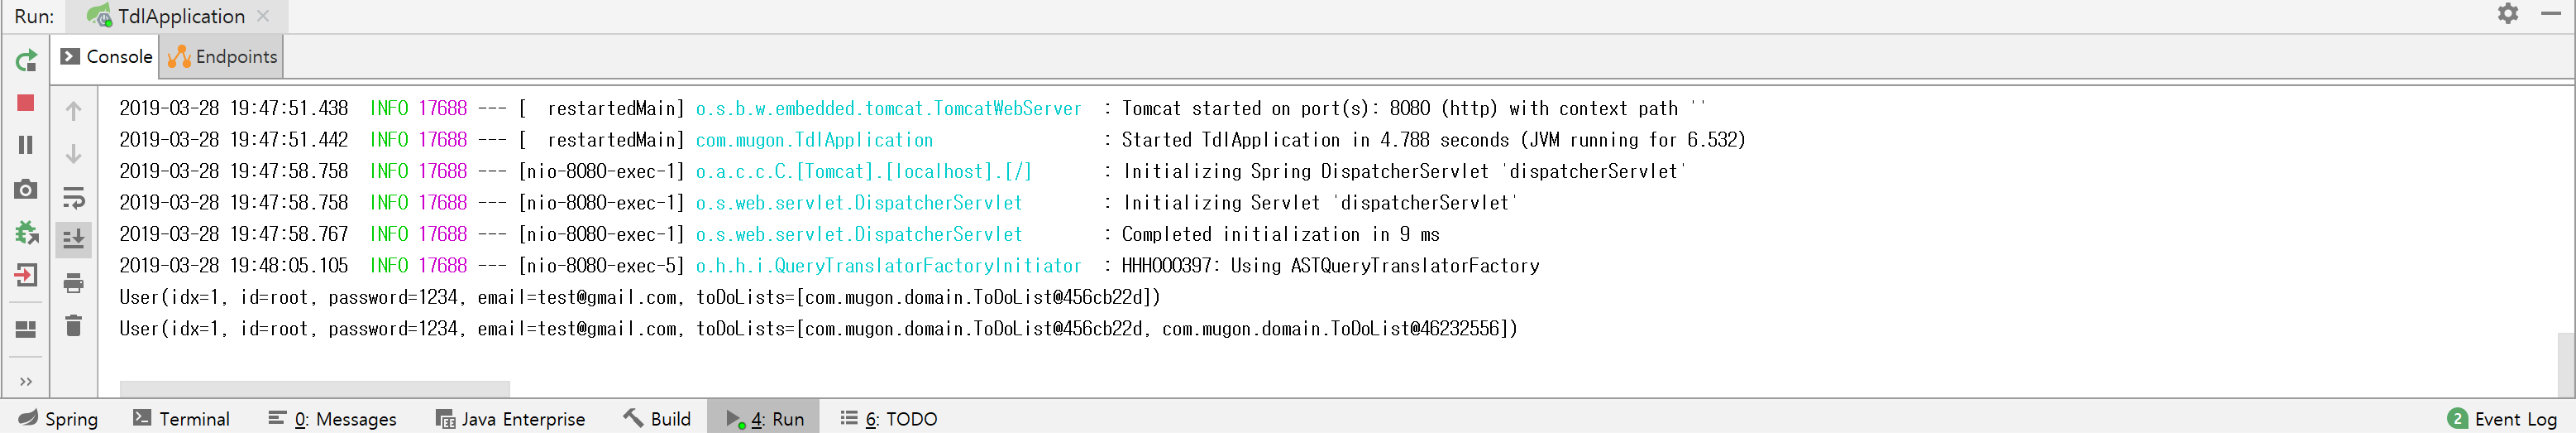 Run: TdlApplication
Console Endpoints
2019-03-28 19:47:51.438  INFO 17688 --- [  restartedMain] o.s.b.w.embedded.tomcat.TomcatWebServer  : Tomcat started on port(s): 8080 (http) with context path ''
2019-03-28 19:47:51.442  INFO 17688 --- [  restartedMain] com.mugon.TdlApplication                 : Started TdlApplication in 4.788 seconds (JVM running for 6.532)
2019-03-28 19:47:58.758  INFO 17688 --- [nio-8080-exec-1] o.a.c.c.C.[Tomcat].[localhost].[/]       : Initializing Spring DispatcherServlet 'dispatcherServlet'
2019-03-28 19:47:58.758  INFO 17688 --- [nio-8080-exec-1] o.s.web.servlet.DispatcherServlet        : Initializing Servlet 'dispatcherServlet'
2019-03-28 19:47:58.767  INFO 17688 --- [nio-8080-exec-1] o.s.web.servlet.DispatcherServlet        : Completed initialization in 9 ms
2019-03-28 19:48:05.105  INFO 17688 --- [nio-8080-exec-5] o.h.h.i.QueryTranslatorFactoryInitiator  : HHH000397: Using ASTQueryTranslatorFactory
User(idx=1, id=root, password=1234, email=test@gmail.com, toDoLists=[com.mugon.domain.ToDoList@456cb22d])
User(idx=1, id=root, password=1234, email=test@gmail.com, toDoLists=[com.mugon.domain.ToDoList@456cb22d, com.mugon.domain.ToDoList@46232556])
Spring Terminal 0: Messages Java Enterprise Build 4: Run 6: TODO 2 Event Log